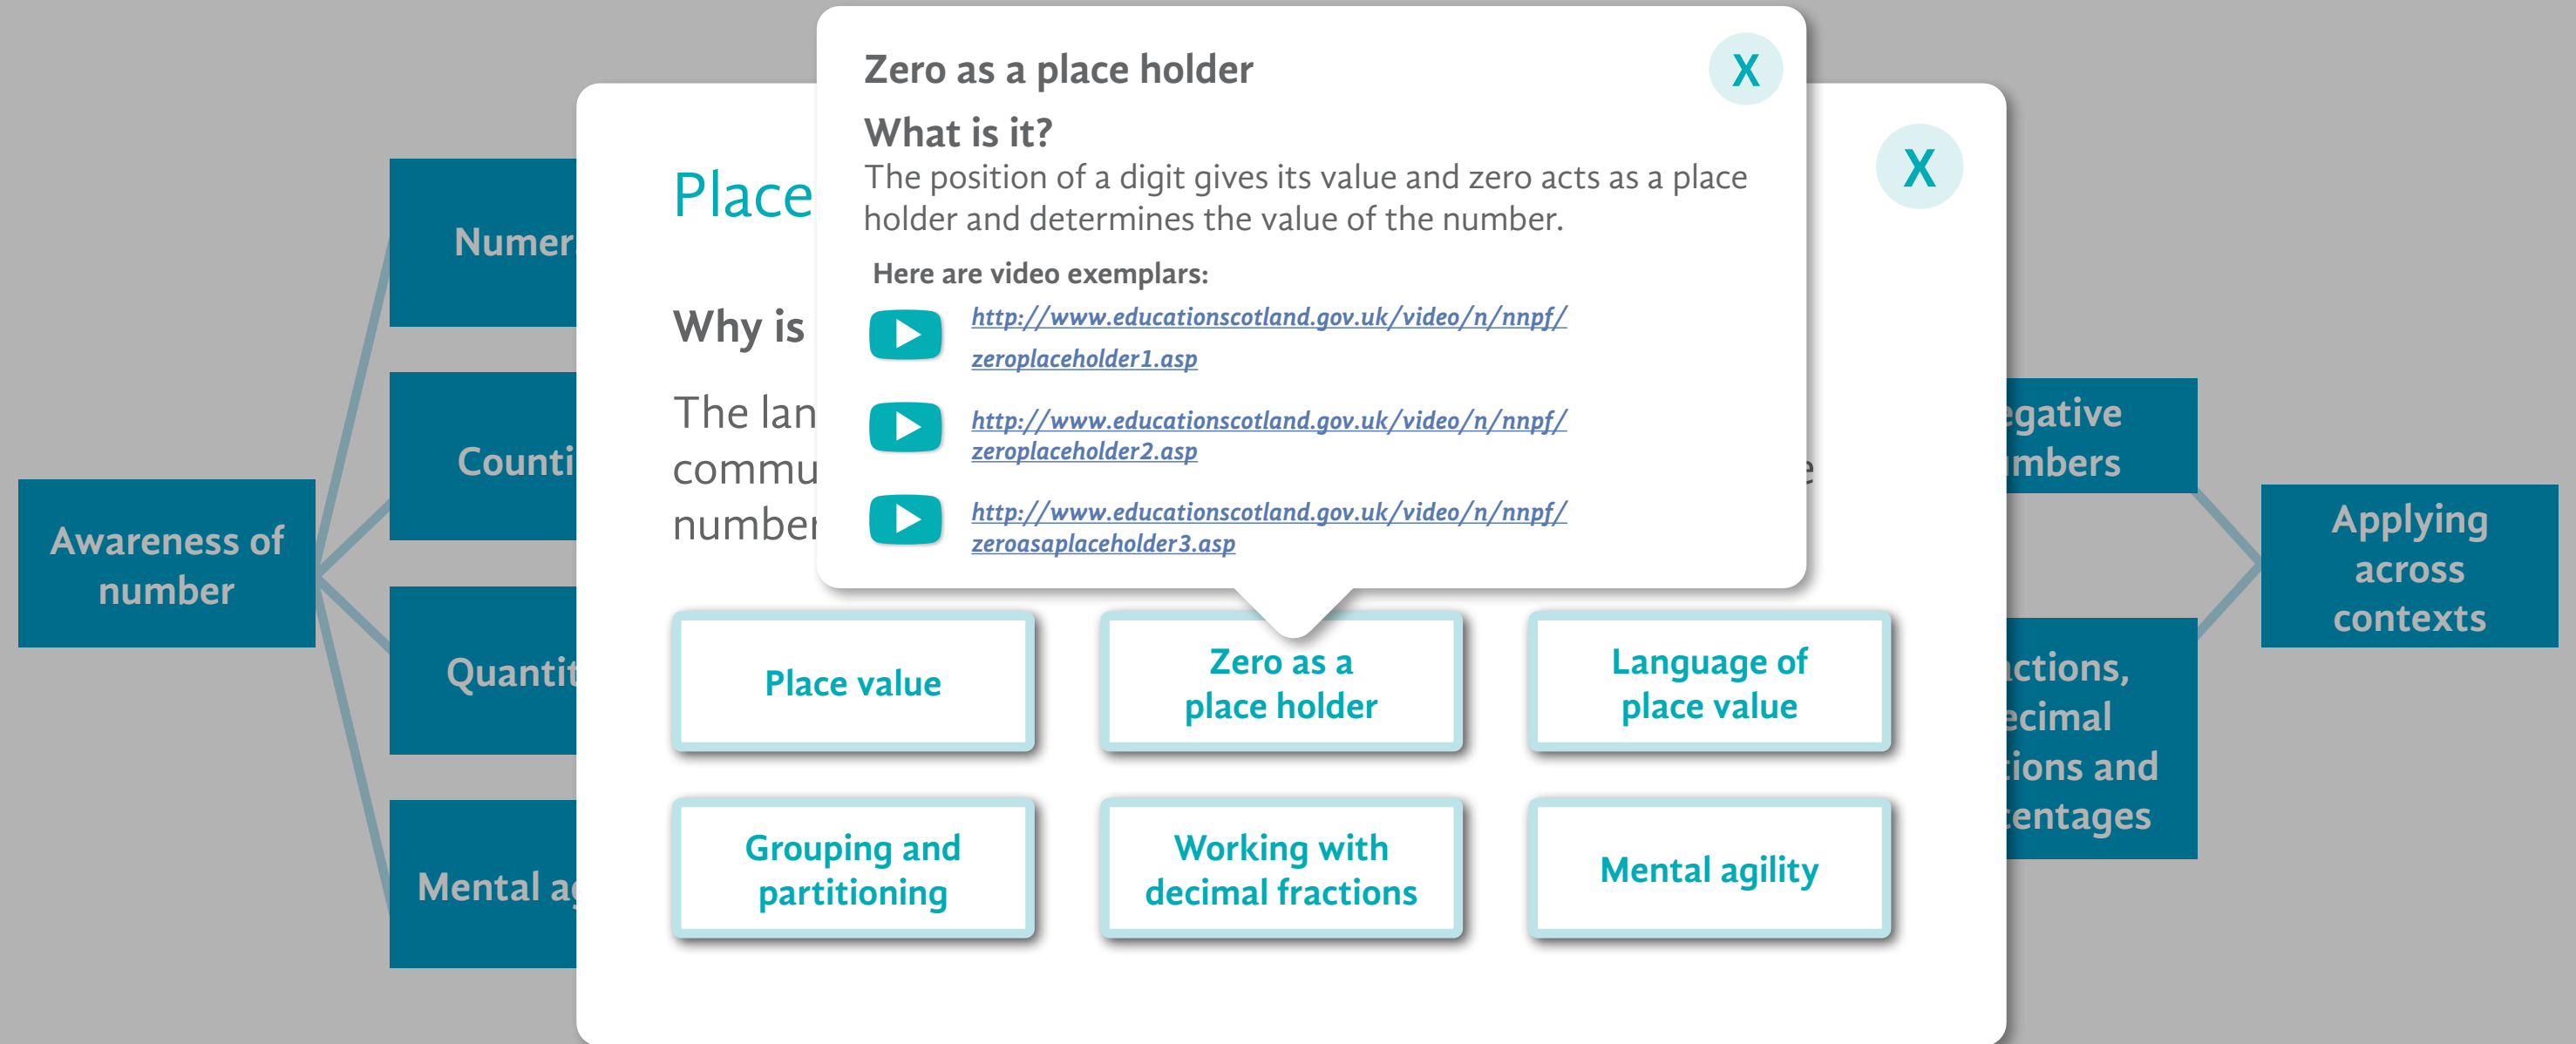 Zero as a place holder
X
What is it?
The position of a digit gives its value and zero acts as a place
holder and determines the value of the number.
Here are video exemplars:
http://www.educationscotland.gov.uk/video/n/nnpf/
zeroplaceholder1.asp
http://www.educationscotland.gov.uk/video/n/nnpf/
zeroplaceholder2.asp
http://www.educationscotland.gov.uk/video/n/nnpf/
zeroasaplaceholder3.asp
X
Place
Why is
The lan
commu
number
Place value
Zero as a
place holder
Language of
place value
Grouping and
partitioning
Working with
decimal fractions
Mental agility
Awareness of
number
Numer
Counti
Quantit
Mental ag
egative
mbers
actions,
ecimal
tions and
centages
Applying
across
contexts